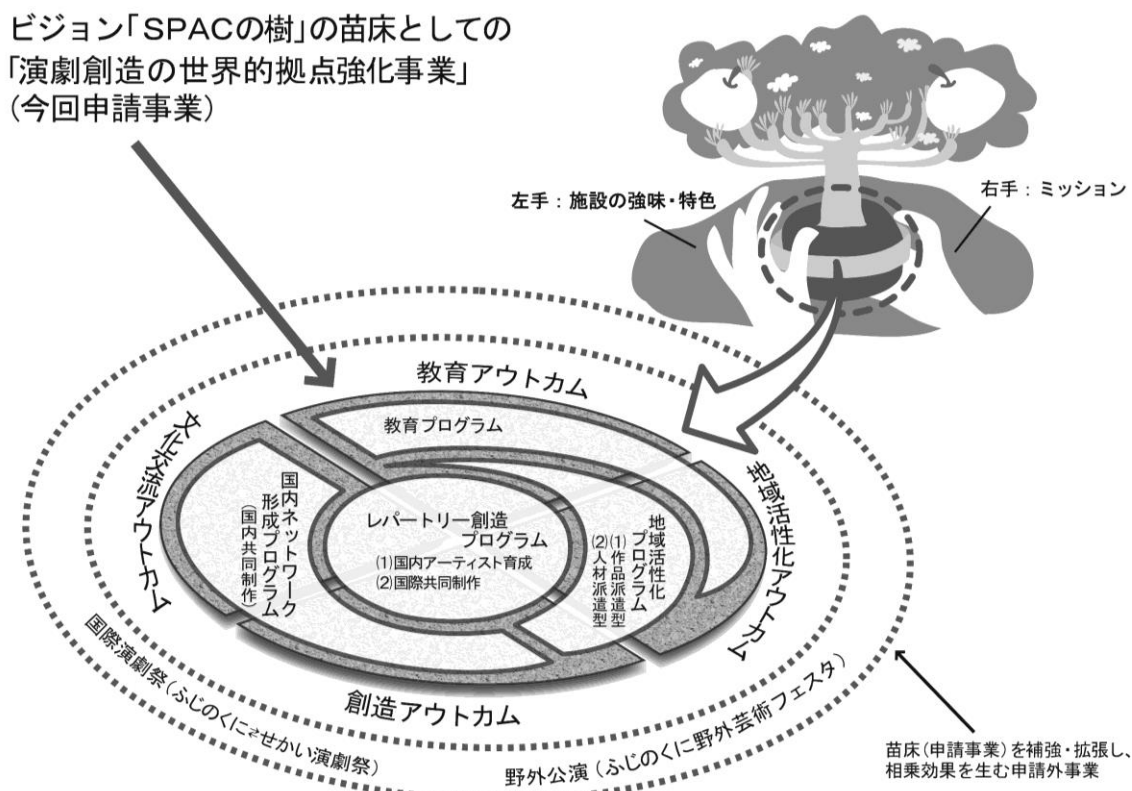 ビジョン「SPACの樹」の苗床としての
「演劇創造の世界的拠点強化事業」
(今回申請事業)
左手：施設の強味・特色
右手：ミッション
教育アウトカム
教育プログラム
文化交流アウトカム
国内ネットワーク
形成プログラム
(国内共同制作)
レパートリー創造
プログラム
(1)国内アーティスト育成
(2)国際共同制作
地域活性化
プログラム
(1)作品派遣型
(2)人材派遣型
地域活性化アウトカム
創造アウトカム
国際演劇祭(ふじのくに⇄せかい演劇祭)
野外公演(ふじのくに野外芸術フェスタ)
苗床(申請事業)を補強・拡張し、
相乗効果を生む申請外事業